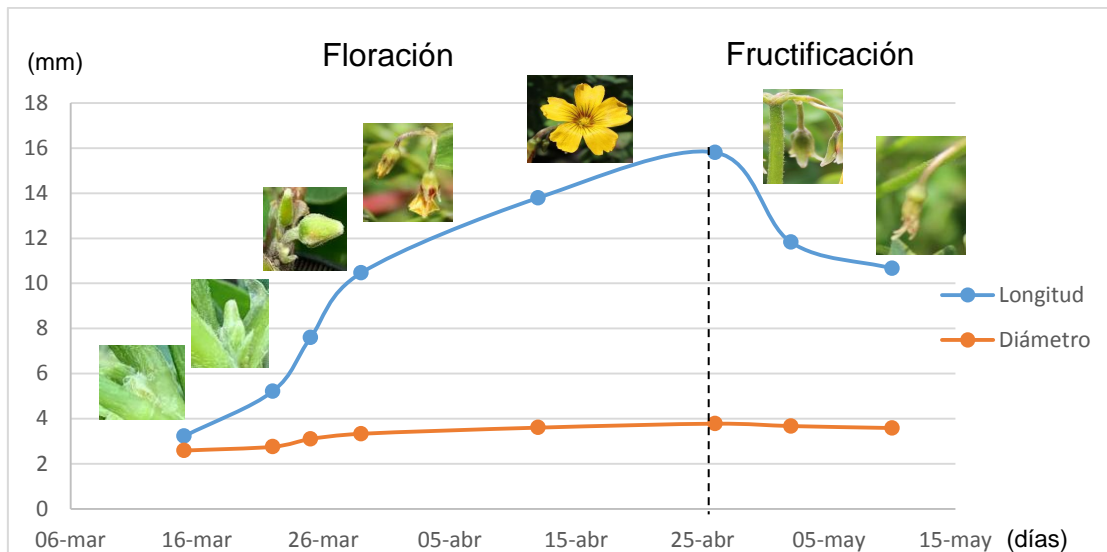 Floración
Fructificación
(mm)
18
16
14
12
10
8
6
4
2
0
Longitud
Diámetro
06-mar 16-mar 26-mar 05-abr 15-abr 25-abr 05-may 15-may (días)